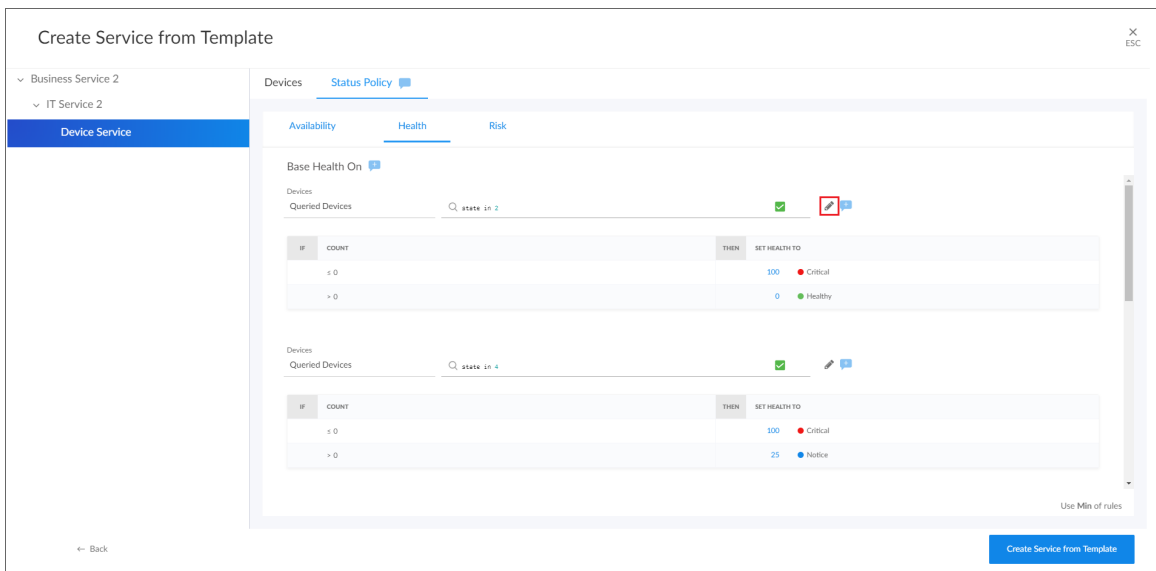 Create Service from Template
ESC
Business Service 2
IT Service 2
Device Service
Devices Status Policy
Availability Health Risk
Base Health On
Devices
Queried Devices state in 2
IF COUNT THEN SET HEALTH TO
≤ 0 100 Critical
> 0 0 Healthy
Devices
Queried Devices state in 4
IF COUNT THEN SET HEALTH TO
≤ 0 100 Critical
> 0 25 Notice
Use Min of rules
← Back Create Service from Template